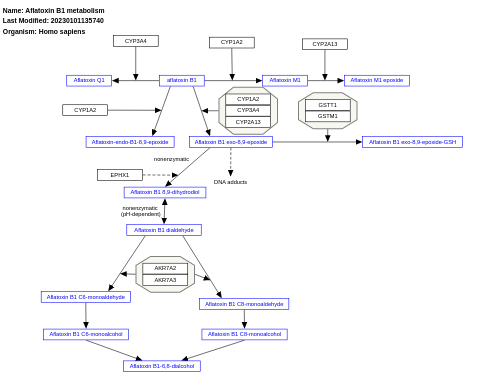 Name: Aflatoxin B1 metabolism
Last Modified: 20230101135740
Organism: Homo sapiens
CYP3A4
CYP1A2
CYP2A13
Aflatoxin Q1
aflatoxin B1
Aflatoxin M1
Aflatoxin M1 epoxide
CYP1A2
CYP1A2
CYP3A4
CYP2A13
GSTT1
GSTM1
Aflatoxin-endo-B1-8,9-epoxide
Aflatoxin B1 exo-8,9-epoxide
Aflatoxin B1 exo-8,9-epoxide-GSH
nonenzymatic
EPHX1
DNA adducts
Aflatoxin B1 8,9-dihydrodiol
nonenzymatic
(pH-dependent)
Aflatoxin B1 dialdehyde
AKR7A2
AKR7A3
Aflatoxin B1 C6-monoaldehyde
Aflatoxin B1 C8-monoaldehyde
Aflatoxin B1 C6-monoalcohol
Aflatoxin B1 C8-monoalcohol
Aflatoxin B1-6,8-dialcohol